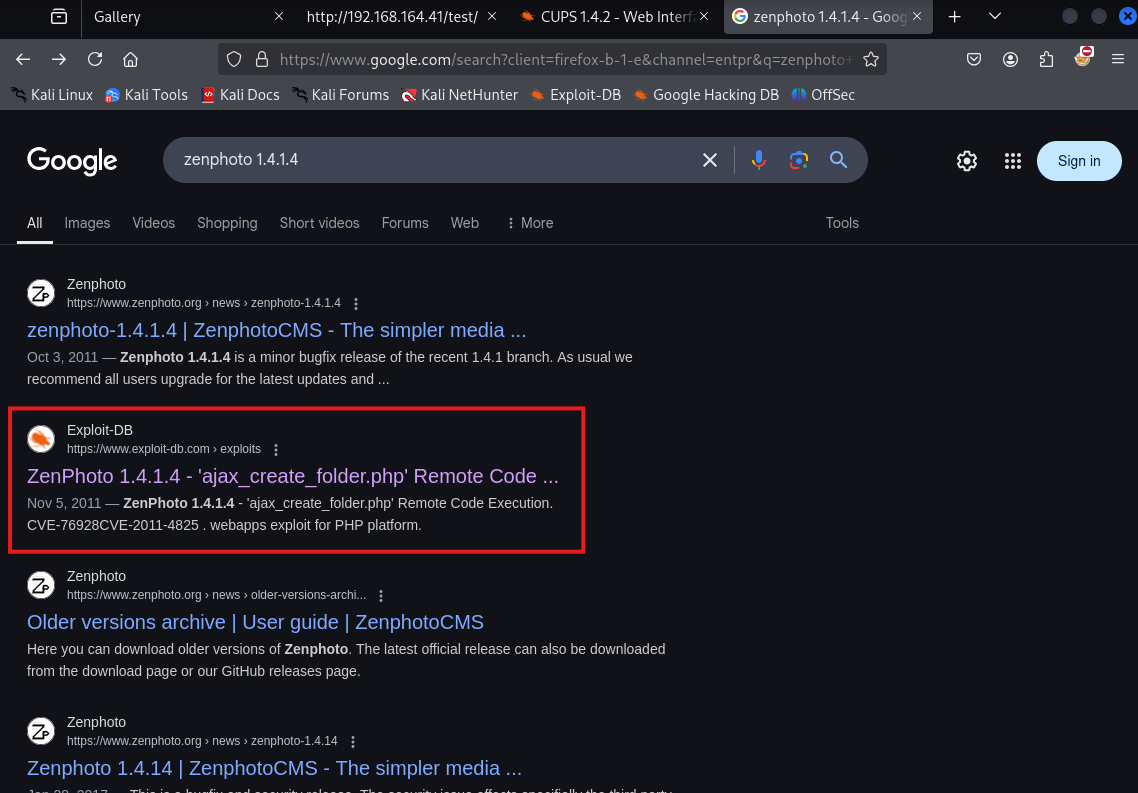 Gallery
http://192.168.164.41/test/
CUPS 1.4.2 - Web Interf
zenphoto 1.4.1.4 - Goog
https://www.google.com/search?client=firefox-b-1-e&channel=entpr&q=zenphoto+
Kali Linux
Kali Tools
Kali Docs
Kali Forums
Kali NetHunter
Exploit-DB
Google Hacking DB
OffSec
Google
zenphoto 1.4.1.4
Sign in
All
Images
Videos
Shopping
Short videos
Forums
Web
More
Tools
Zenphoto
https://www.zenphoto.org › news › zenphoto-1.4.1.4
zenphoto-1.4.1.4 | ZenphotoCMS - The simpler media ...
Oct 3, 2011 — Zenphoto 1.4.1.4 is a minor bugfix release of the recent 1.4.1 branch. As usual we
recommend all users upgrade for the latest updates and ...
Exploit-DB
https://www.exploit-db.com › exploits
ZenPhoto 1.4.1.4 - 'ajax_create_folder.php' Remote Code ...
Nov 5, 2011 — ZenPhoto 1.4.1.4 - 'ajax_create_folder.php' Remote Code Execution.
CVE-76928CVE-2011-4825 . webapps exploit for PHP platform.
Zenphoto
https://www.zenphoto.org › news › older-versions-archi...
Older versions archive | User guide | ZenphotoCMS
Here you can download older versions of Zenphoto. The latest official release can also be downloaded
from the download page or our GitHub releases page.
Zenphoto
https://www.zenphoto.org › news › zenphoto-1.4.14
Zenphoto 1.4.14 | ZenphotoCMS - The simpler media ...